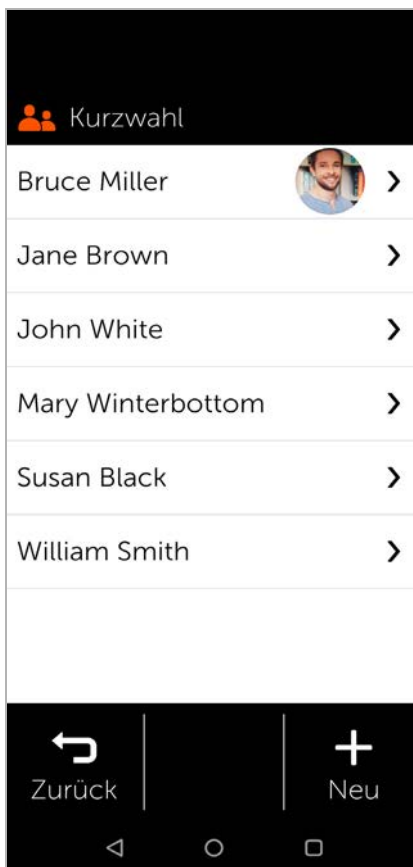 Kurzwahl
Bruce Miller
Jane Brown
John White
Mary Winterbottom
Susan Black
William Smith
Zurück
Neu